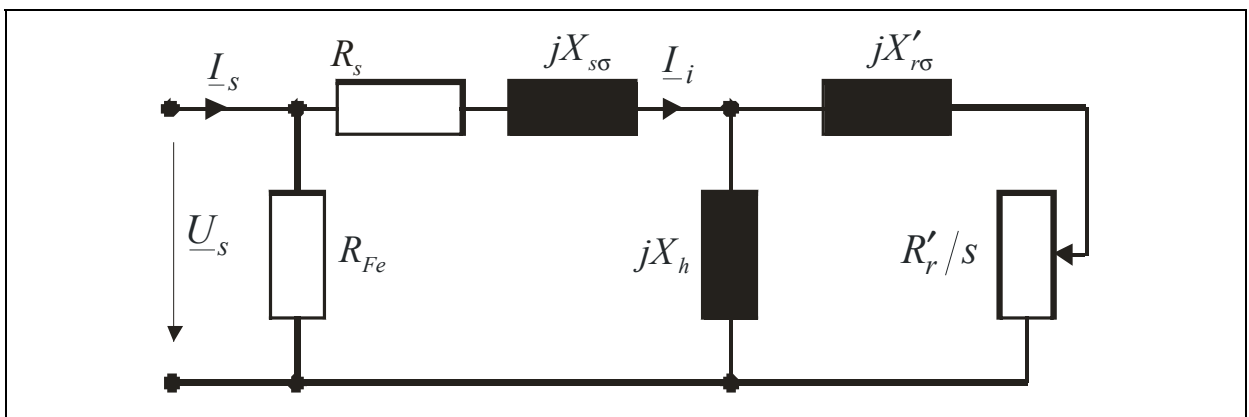 I_s
R_s
jX_sσ
I_i
jX′_rσ
U_s
R_Fe
jX_h
R′_r/s